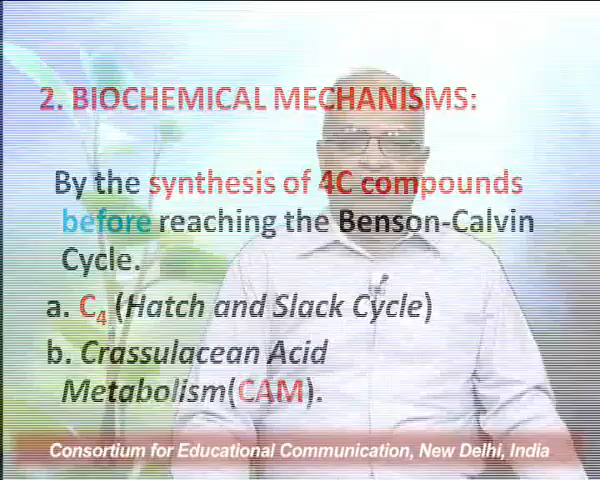 2. BIOCHEMICAL MECHANISMS:
By the synthesis of 4C compounds
before reaching the Benson-Calvin
Cycle.
a. C₄ (Hatch and Slack Cycle)
b. Crassulacean Acid
Metabolism(CAM).
Consortium for Educational Communication, New Delhi, India